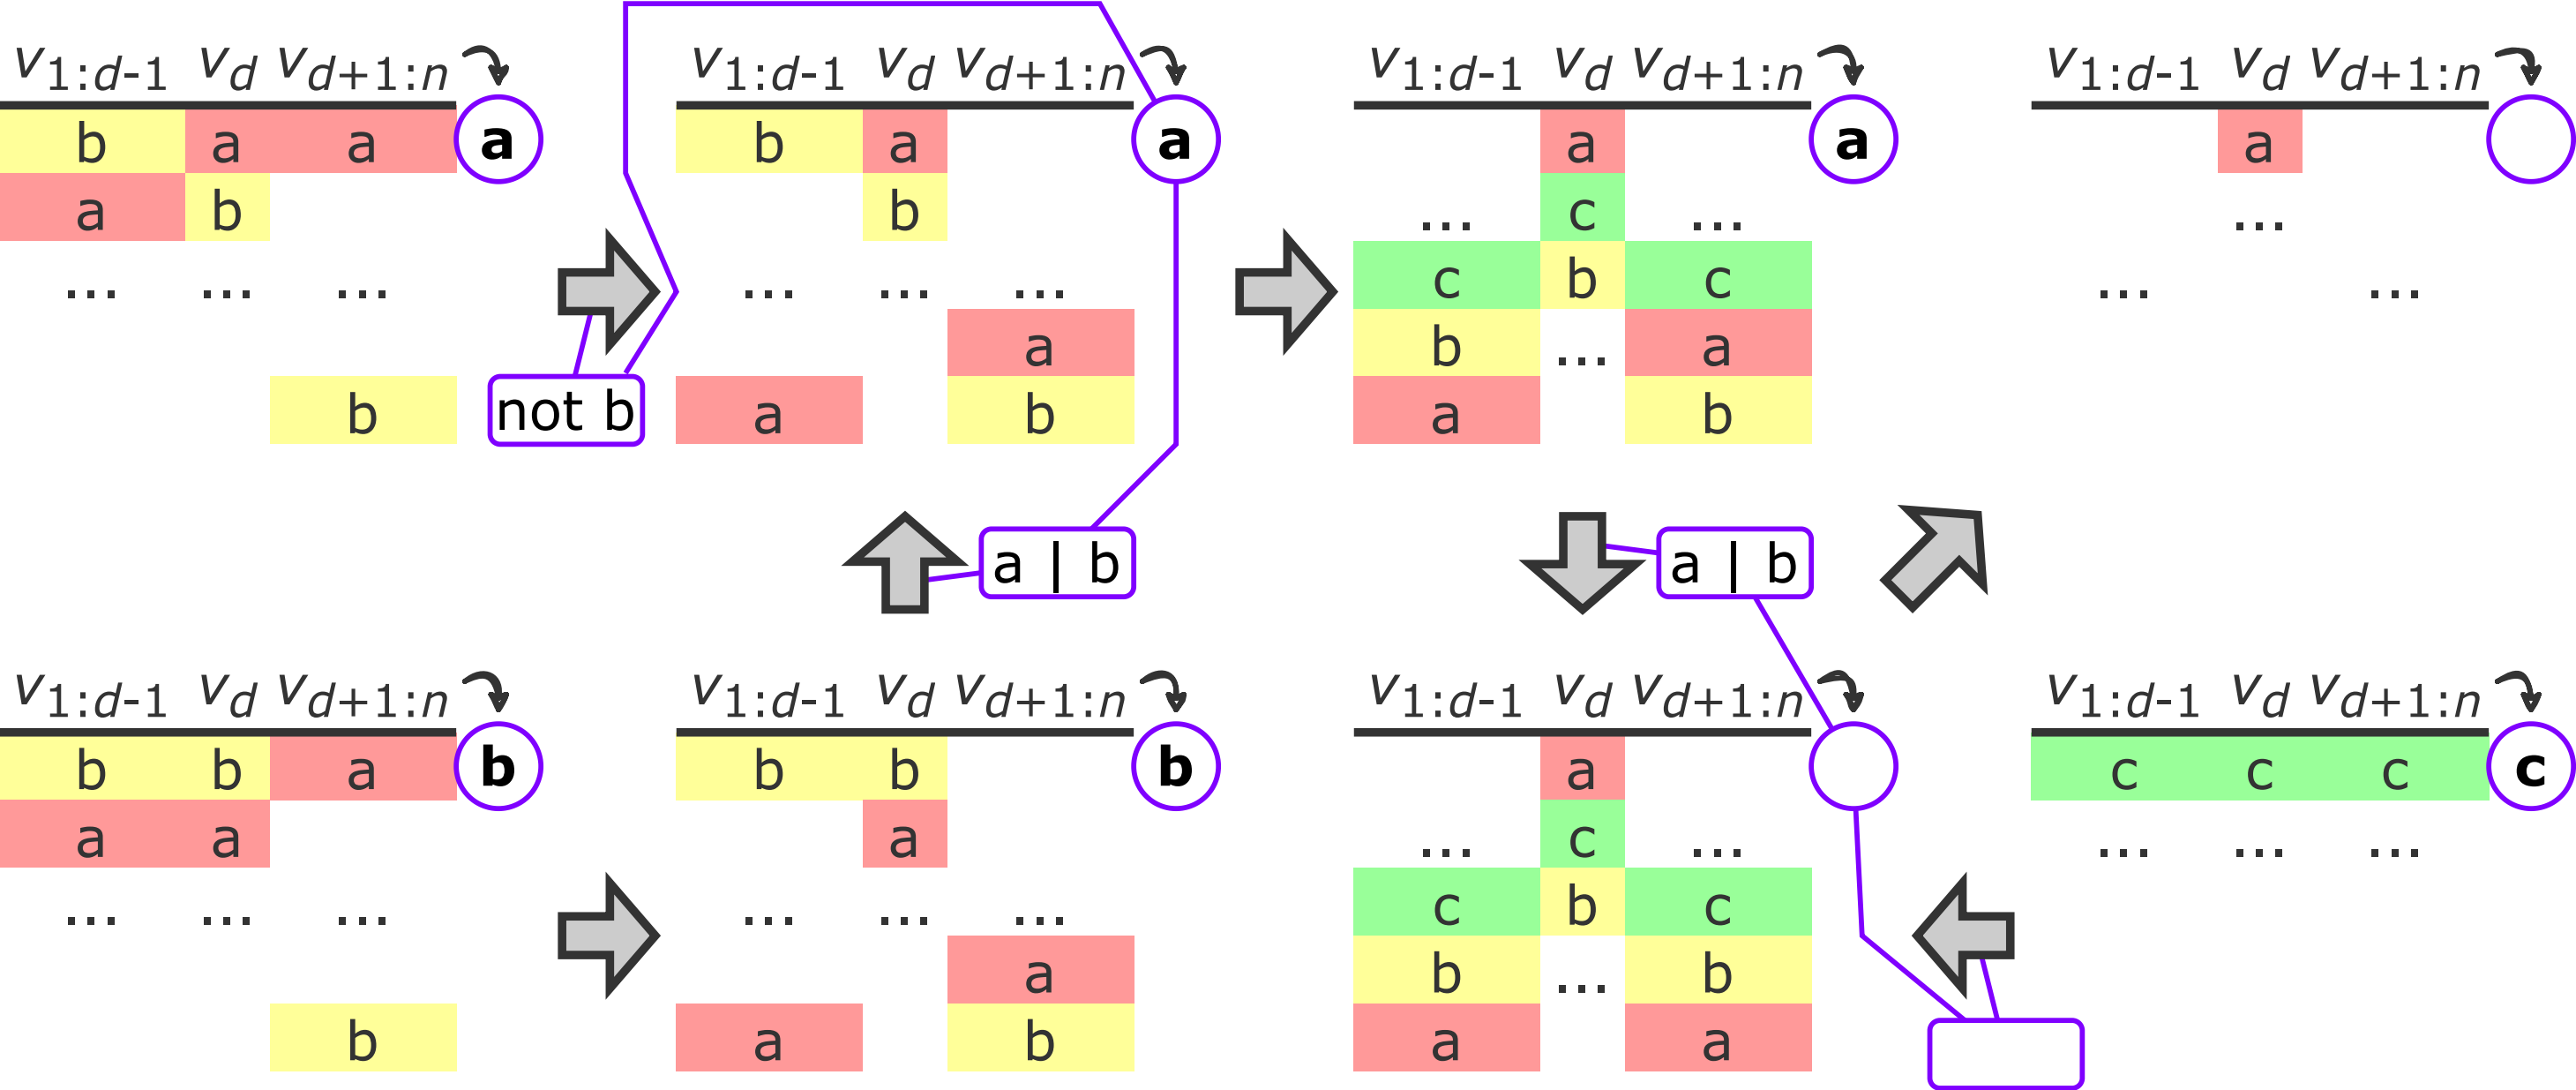 v1:d-1 vd vd+1:n
b a a a
a b
... ... ...
b
not b
v1:d-1 vd vd+1:n
b a a
b
... ... ...
a
a b
a | b
v1:d-1 vd vd+1:n
a a
... c ...
c b c
b ... a
a b
a | b
v1:d-1 vd vd+1:n
a
...
... ...
v1:d-1 vd vd+1:n
b b a b
a a
... ... ...
b
v1:d-1 vd vd+1:n
b b b
a
... ... ...
a
a b
v1:d-1 vd vd+1:n
a
... c ...
c b c
b ... b
a a
v1:d-1 vd vd+1:n
c c c c
... ... ...